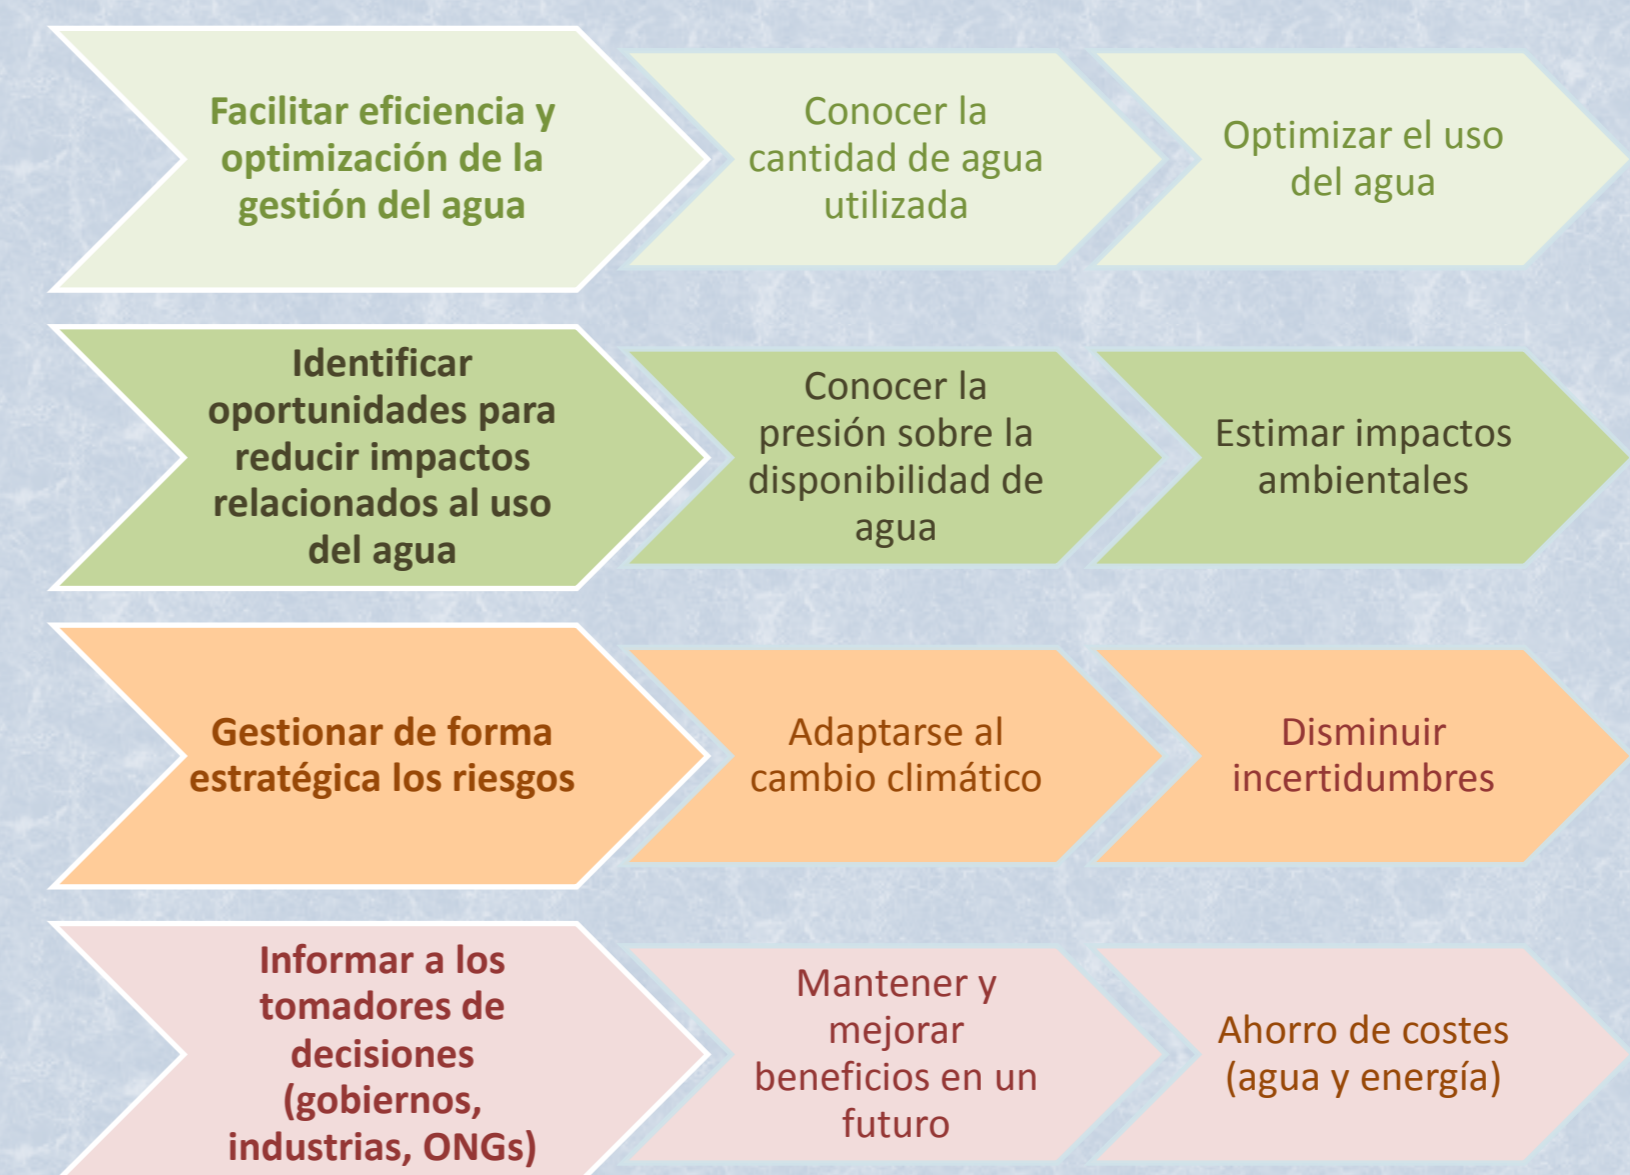 Facilitar eficiencia y
optimización de la
gestión del agua
Conocer la
cantidad de agua
utilizada
Optimizar el uso
del agua
Identificar
oportunidades para
reducir impactos
relacionados al uso
del agua
Conocer la
presión sobre la
disponibilidad de
agua
Estimar impactos
ambientales
Gestionar de forma
estratégica los riesgos
Adaptarse al
cambio climático
Disminuir
incertidumbres
Informar a los
tomadores de
decisiones
(gobiernos,
industrias, ONGs)
Mantener y
mejorar
beneficios en un
futuro
Ahorro de costes
(agua y energía)